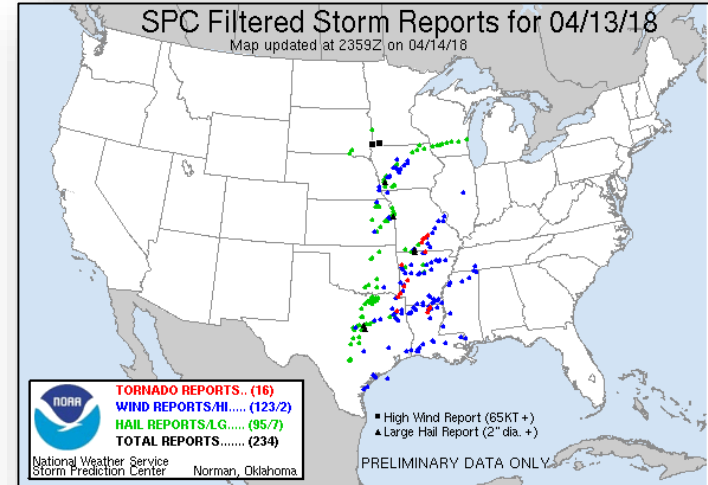 SPC Filtered Storm Reports for 04/13/18
Map updated at 2359Z on 04/14/18
NOAA
TORNADO REPORTS.. (16)
WIND REPORTS/HI..... (123/2)
HAIL REPORTS/LG..... (95/7)
TOTAL REPORTS....... (234)
National Weather Service
Storm Prediction Center Norman, Oklahoma
■ High Wind Report (65KT +)
▲ Large Hail Report (2" dia. +)
PRELIMINARY DATA ONLY